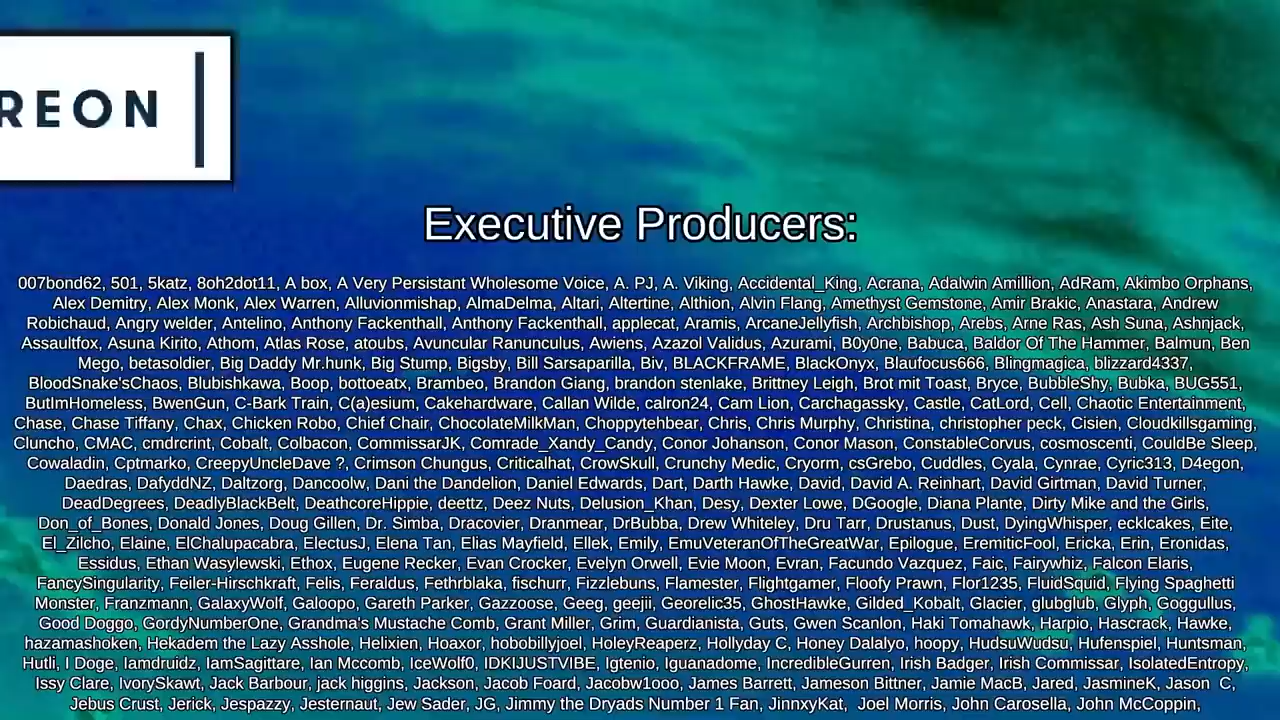 REON
Executive Producers:
007bond62, 501, 5katz, 8oh2dot11, A box, A Very Persistant Wholesome Voice, A. PJ, A. Viking, Accidental_King, Acrana, Adalwin Amillion, AdRam, Akimbo Orphans,
Alex Demitry, Alex Monk, Alex Warren, Alluvionmishap, AlmaDelma, Altari, Altertine, Althion, Alvin Flang, Amethyst Gemstone, Amir Brakic, Anastara, Andrew
Robichaud, Angry welder, Antelino, Anthony Fackenthall, Anthony Fackenthall, applecat, Aramis, ArcaneJellyfish, Archbishop, Arebs, Arne Ras, Ash Suna, Ashnjack,
Assaultfox, Asuna Kirito, Athom, Atlas Rose, atoubs, Avuncular Ranunculus, Awiens, Azazol Validus, Azurami, B0y0ne, Babuca, Baldor Of The Hammer, Balmun, Ben
Mego, betasoldier, Big Daddy Mr.hunk, Big Stump, Bigsby, Bill Sarsaparilla, Biv, BLACKFRAME, BlackOnyx, Blaufocus666, Blingmagica, blizzard4337,
BloodSnake'sChaos, Blubishkawa, Boop, bottoeatx, Brambeo, Brandon Giang, brandon stenlake, Brittney Leigh, Brot mit Toast, Bryce, BubbleShy, Bubka, BUG551,
ButImHomeless, BwenGun, C-Bark Train, C(a)esium, Cakehardware, Callan Wilde, calron24, Cam Lion, Carchagassky, Castle, CatLord, Cell, Chaotic Entertainment,
Chase, Chase Tiffany, Chax, Chicken Robo, Chief Chair, ChocolateMilkMan, Choppytehbear, Chris, Chris Murphy, Christina, christopher peck, Cisien, Cloudkillsgaming,
Cluncho, CMAC, cmdrcrint, Cobalt, Colbacon, CommissarJK, Comrade_Xandy_Candy, Conor Johanson, Conor Mason, ConstableCorvus, cosmoscenti, CouldBe Sleep,
Cowaladin, Cptmarko, CreepyUncleDave ?, Crimson Chungus, Criticalhat, CrowSkull, Crunchy Medic, Cryorm, csGrebo, Cuddles, Cyala, Cynrae, Cyric313, D4egon,
Daedras, DafyddNZ, Daltzorg, Dancoolw, Dani the Dandelion, Daniel Edwards, Dart, Darth Hawke, David, David A. Reinhart, David Girtman, David Turner,
DeadDegrees, DeadlyBlackBelt, DeathcoreHippie, deettz, Deez Nuts, Delusion_Khan, Desy, Dexter Lowe, DGoogle, Diana Plante, Dirty Mike and the Girls,
Don_of_Bones, Donald Jones, Doug Gillen, Dr. Simba, Dracovier, Dranmear, DrBubba, Drew Whiteley, Dru Tarr, Drustanus, Dust, DyingWhisper, ecklcakes, Eite,
El_Zilcho, Elaine, ElChalupacabra, ElectusJ, Elena Tan, Elias Mayfield, Ellek, Emily, EmuVeteranOfTheGreatWar, Epilogue, EremiticFool, Ericka, Erin, Eronidas,
Essidus, Ethan Wasylewski, Ethox, Eugene Recker, Evan Crocker, Evelyn Orwell, Evie Moon, Evran, Facundo Vazquez, Faic, Fairywhiz, Falcon Elaris,
FancySingularity, Feiler-Hirschkraft, Felis, Feraldus, Fethrblaka, fischurr, Fizzlebuns, Flamester, Flightgamer, Floofy Prawn, Flor1235, FluidSquid, Flying Spaghetti
Monster, Franzmann, GalaxyWolf, Galoopo, Gareth Parker, Gazzoose, Geeg, geejii, Georelic35, GhostHawke, Gilded_Kobalt, Glacier, glubglub, Glyph, Goggullus,
Good Doggo, GordyNumberOne, Grandma's Mustache Comb, Grant Miller, Grim, Guardianista, Guts, Gwen Scanlon, Haki Tomahawk, Harpio, Hascrack, Hawke,
hazamashoken, Hekadem the Lazy Asshole, Helixien, Hoaxor, hobobillyjoel, HoleyReaperz, Hollyday C, Honey Dalalyo, hoopy, HudsuWudsu, Hufenspiel, Huntsman,
Hutli, I Doge, Iamdruidz, IamSagittare, Ian Mccomb, IceWolf0, IDKIJUSTVIBE, Igtenio, Iguanadome, IncredibleGurren, Irish Badger, Irish Commissar, IsolatedEntropy,
Issy Clare, IvorySkawt, Jack Barbour, jack higgins, Jackson, Jacob Foard, Jacobw1ooo, James Barrett, Jameson Bittner, Jamie MacB, Jared, JasmineK, Jason  C,
Jebus Crust, Jerick, Jespazzy, Jesternaut, Jew Sader, JG, Jimmy the Dryads Number 1 Fan, JinnxyKat,  Joel Morris, John Carosella, John McCoppin,